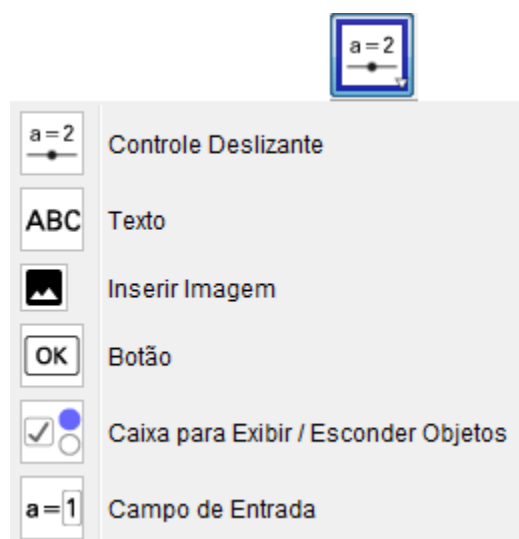 a = 2
a = 2 Controle Deslizante
ABC Texto
Inserir Imagem
OK Botão
Caixa para Exibir / Esconder Objetos
a = 1 Campo de Entrada